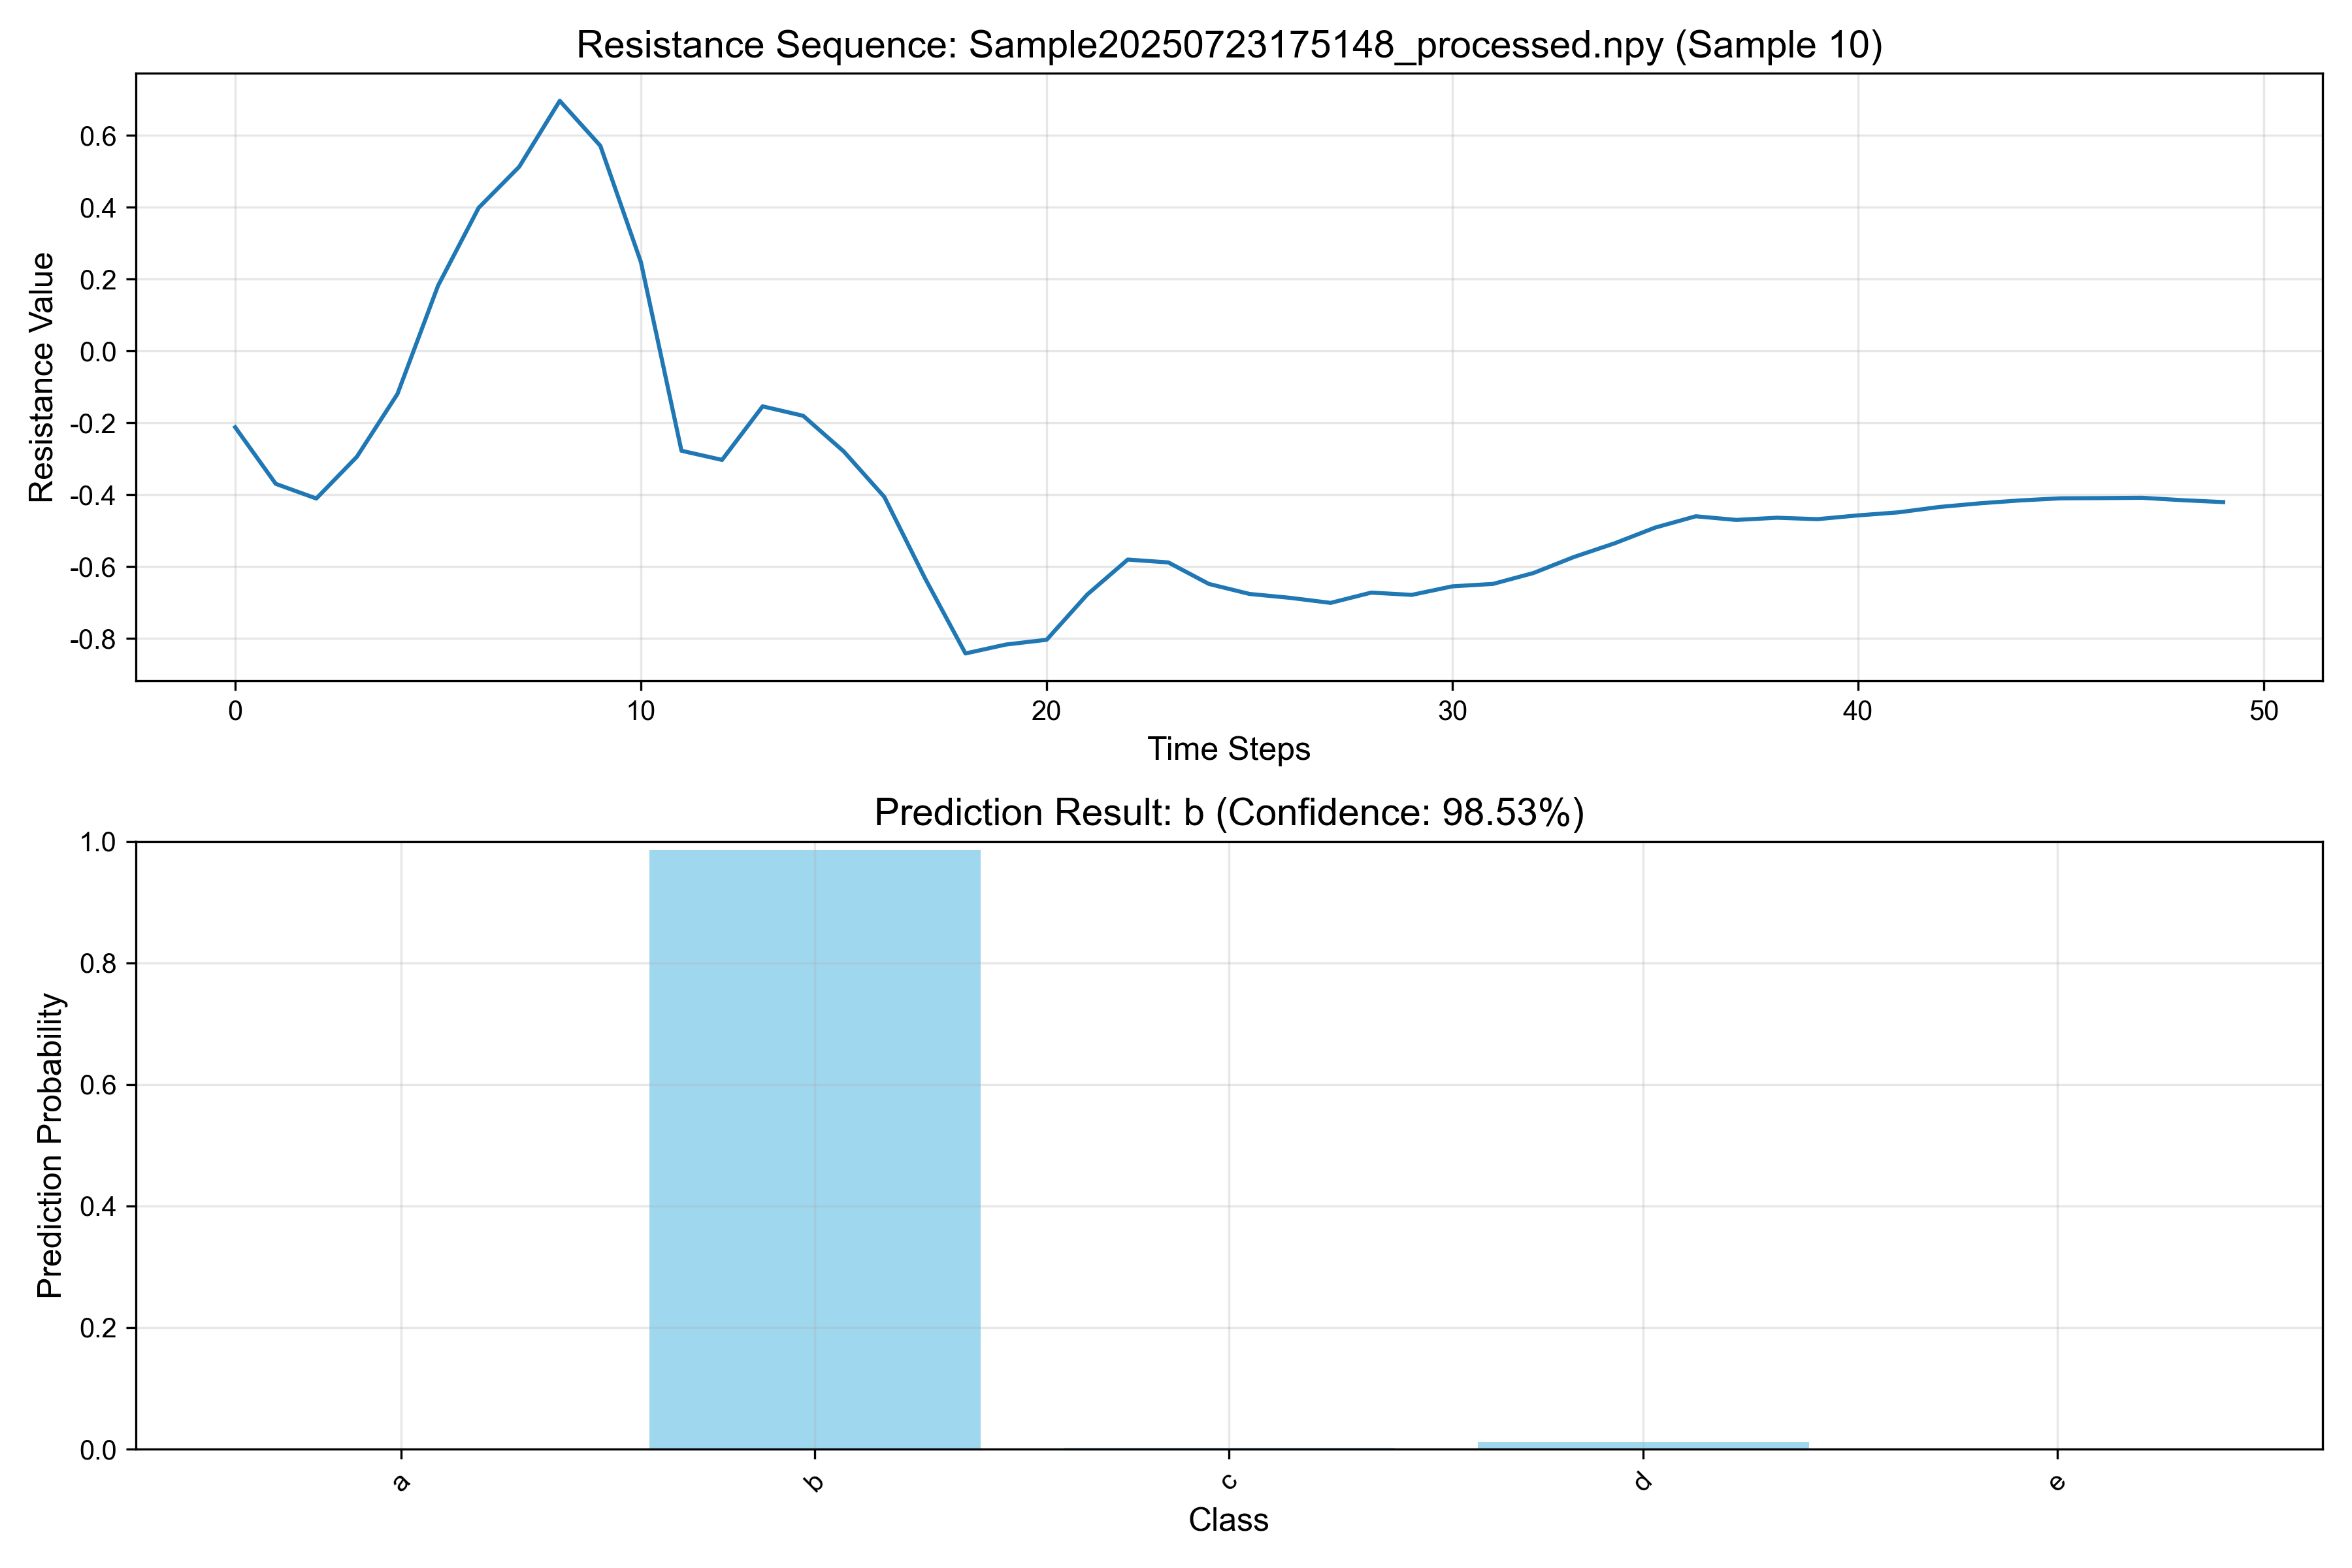 Resistance Sequence: Sample20250723175148_processed.npy (Sample 10)
Resistance Value
0.6
0.4
0.2
0.0
-0.2
-0.4
-0.6
-0.8
0 10 20 30 40 50
Time Steps
Prediction Result: b (Confidence: 98.53%)
Prediction Probability
1.0
0.8
0.6
0.4
0.2
0.0
a b c d e
Class